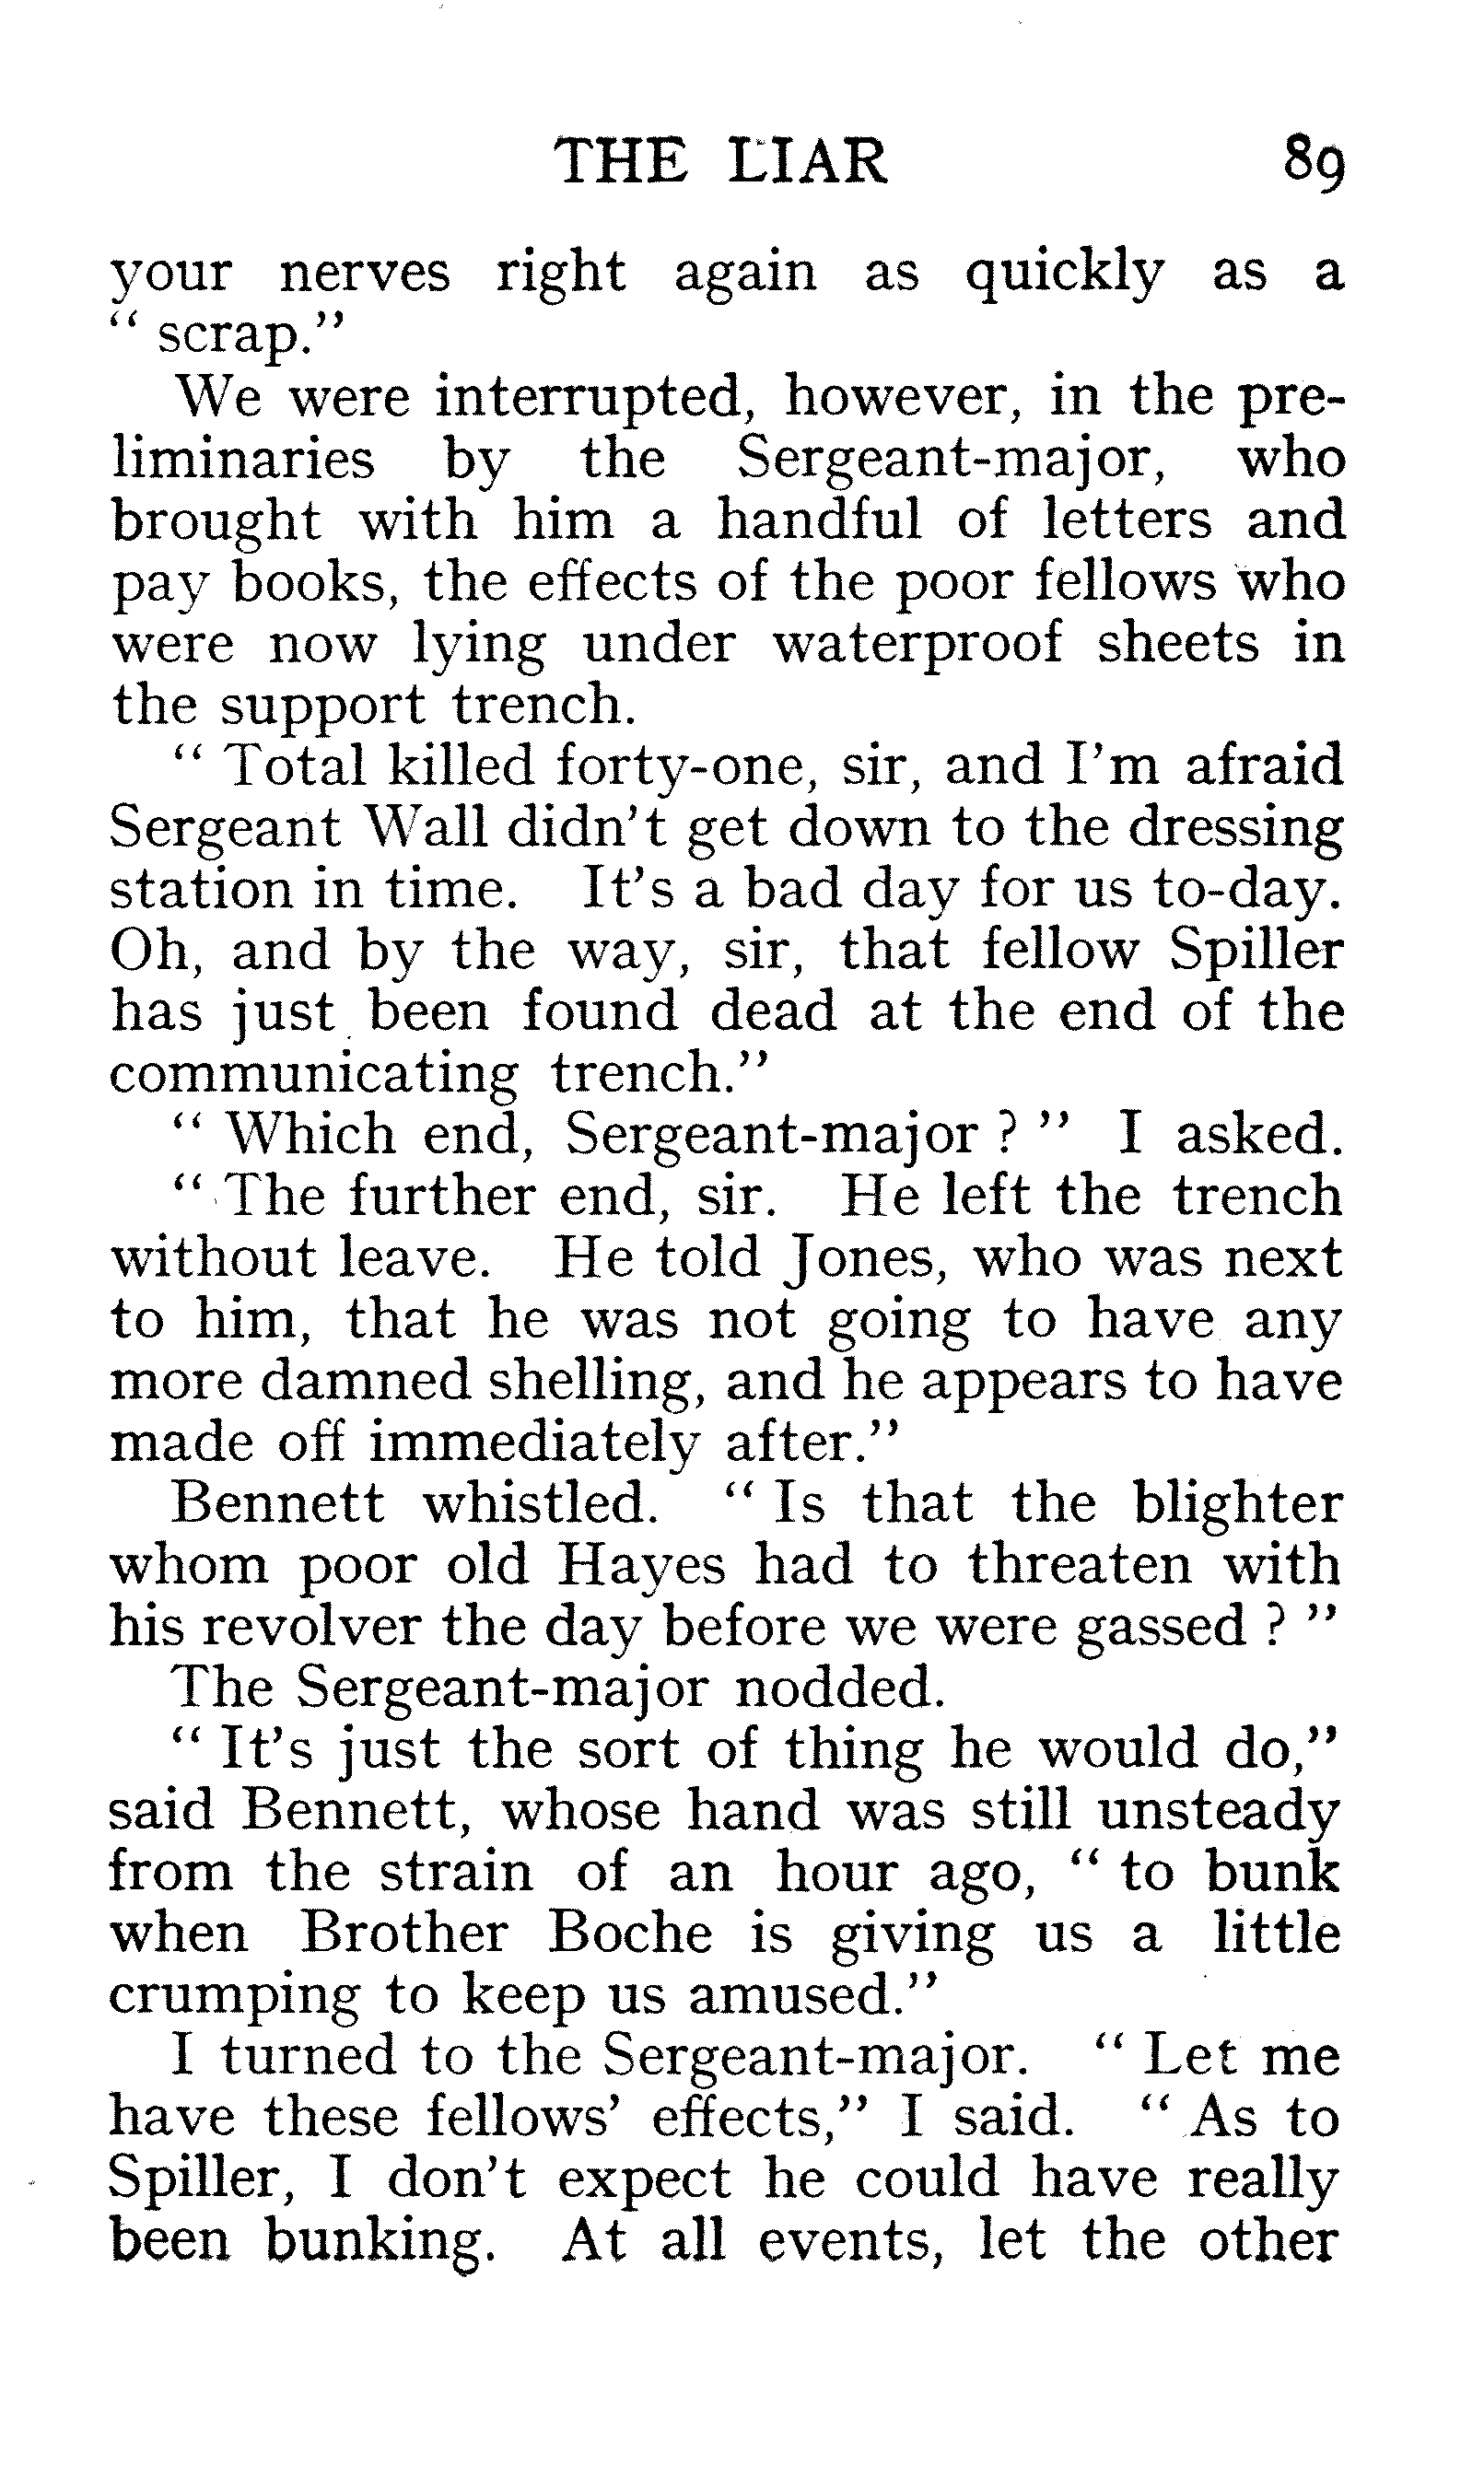 THE LIAR 89
your nerves right again as quickly as a
“ scrap.”
We were interrupted, however, in the pre-
liminaries by the Sergeant-major, who
brought with him a handful of letters and
pay books, the effects of the poor fellows who
were now lying under waterproof sheets in
the support trench.
“ Total killed forty-one, sir, and I’m afraid
Sergeant Wall didn’t get down to the dressing
station in time. It’s a bad day for us to-day.
Oh, and by the way, sir, that fellow Spiller
has just been found dead at the end of the
communicating trench.”
“ Which end, Sergeant-major ? ” I asked.
“ The further end, sir. He left the trench
without leave. He told Jones, who was next
to him, that he was not going to have any
more damned shelling, and he appears to have
made off immediately after.”
Bennett whistled. “ Is that the blighter
whom poor old Hayes had to threaten with
his revolver the day before we were gassed ? ”
The Sergeant-major nodded.
“ It’s just the sort of thing he would do,”
said Bennett, whose hand was still unsteady
from the strain of an hour ago, “ to bunk
when Brother Boche is giving us a little
crumping to keep us amused.”
I turned to the Sergeant-major. “ Let me
have these fellows’ effects,” I said. “ As to
Spiller, I don’t expect he could have really
been bunking. At all events, let the other